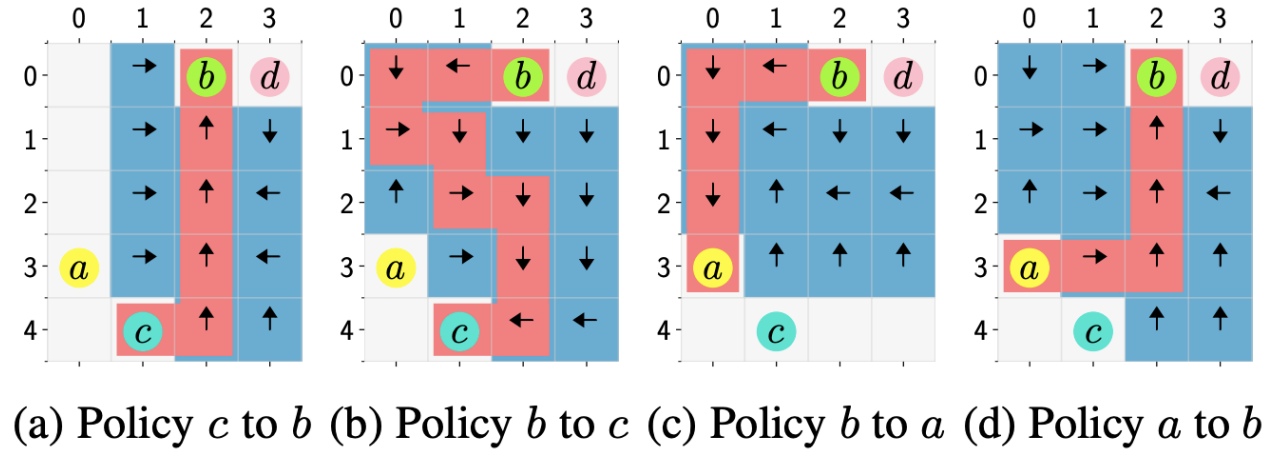 0 1 2 3 0 1 2 3 0 1 2 3 0 1 2 3
0 b d 0 b d 0 b d 0 b d
1 1 1 1
2 2 2 2
3 a 3 a 3 a 3 a
4 c 4 c 4 c 4 c
(a) Policy c to b (b) Policy b to c (c) Policy b to a (d) Policy a to b